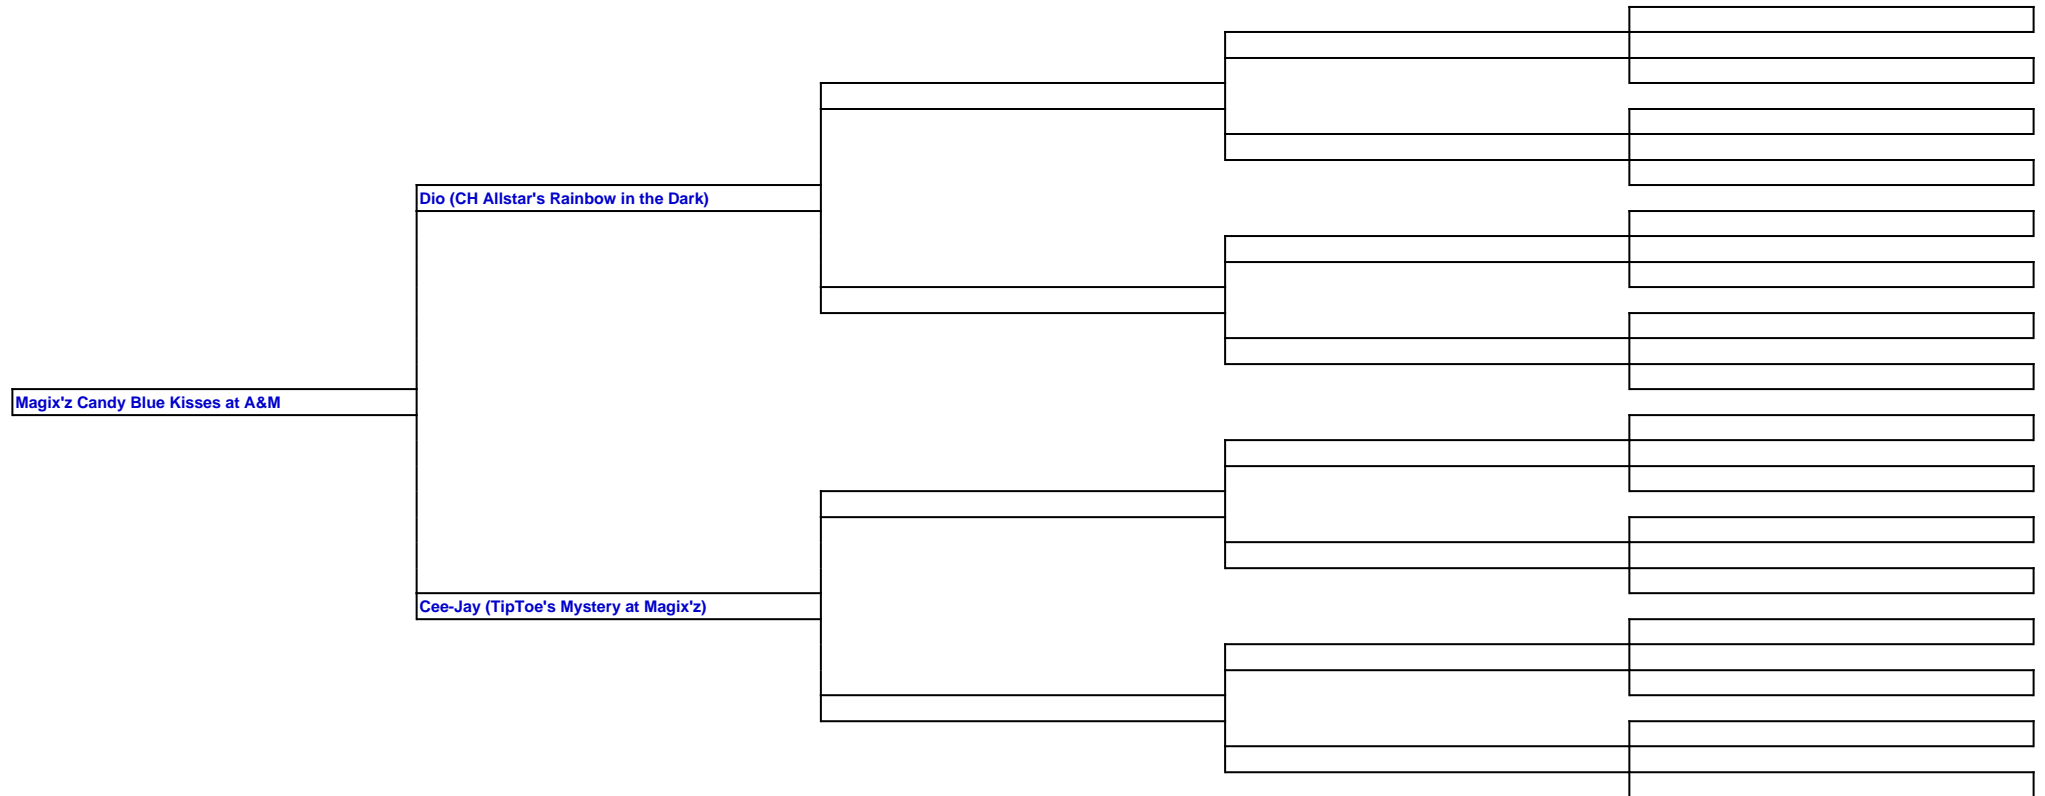 Dio (CH Allstar's Rainbow in the Dark)
Magix'z Candy Blue Kisses at A&M
Cee-Jay (TipToe's Mystery at Magix'z)